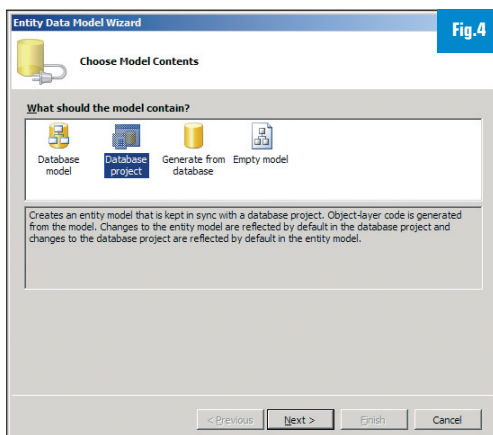 Entity Data Model Wizard
Fig.4
Choose Model Contents
What should the model contain?
Database model
Database project
Generate from database
Empty model
Creates an entity model that is kept in sync with a database project. Object-layer code is generated
from the model. Changes to the entity model are reflected by default in the database project and
changes to the database project are reflected by default in the entity model.
< Previous
Next >
Finish
Cancel